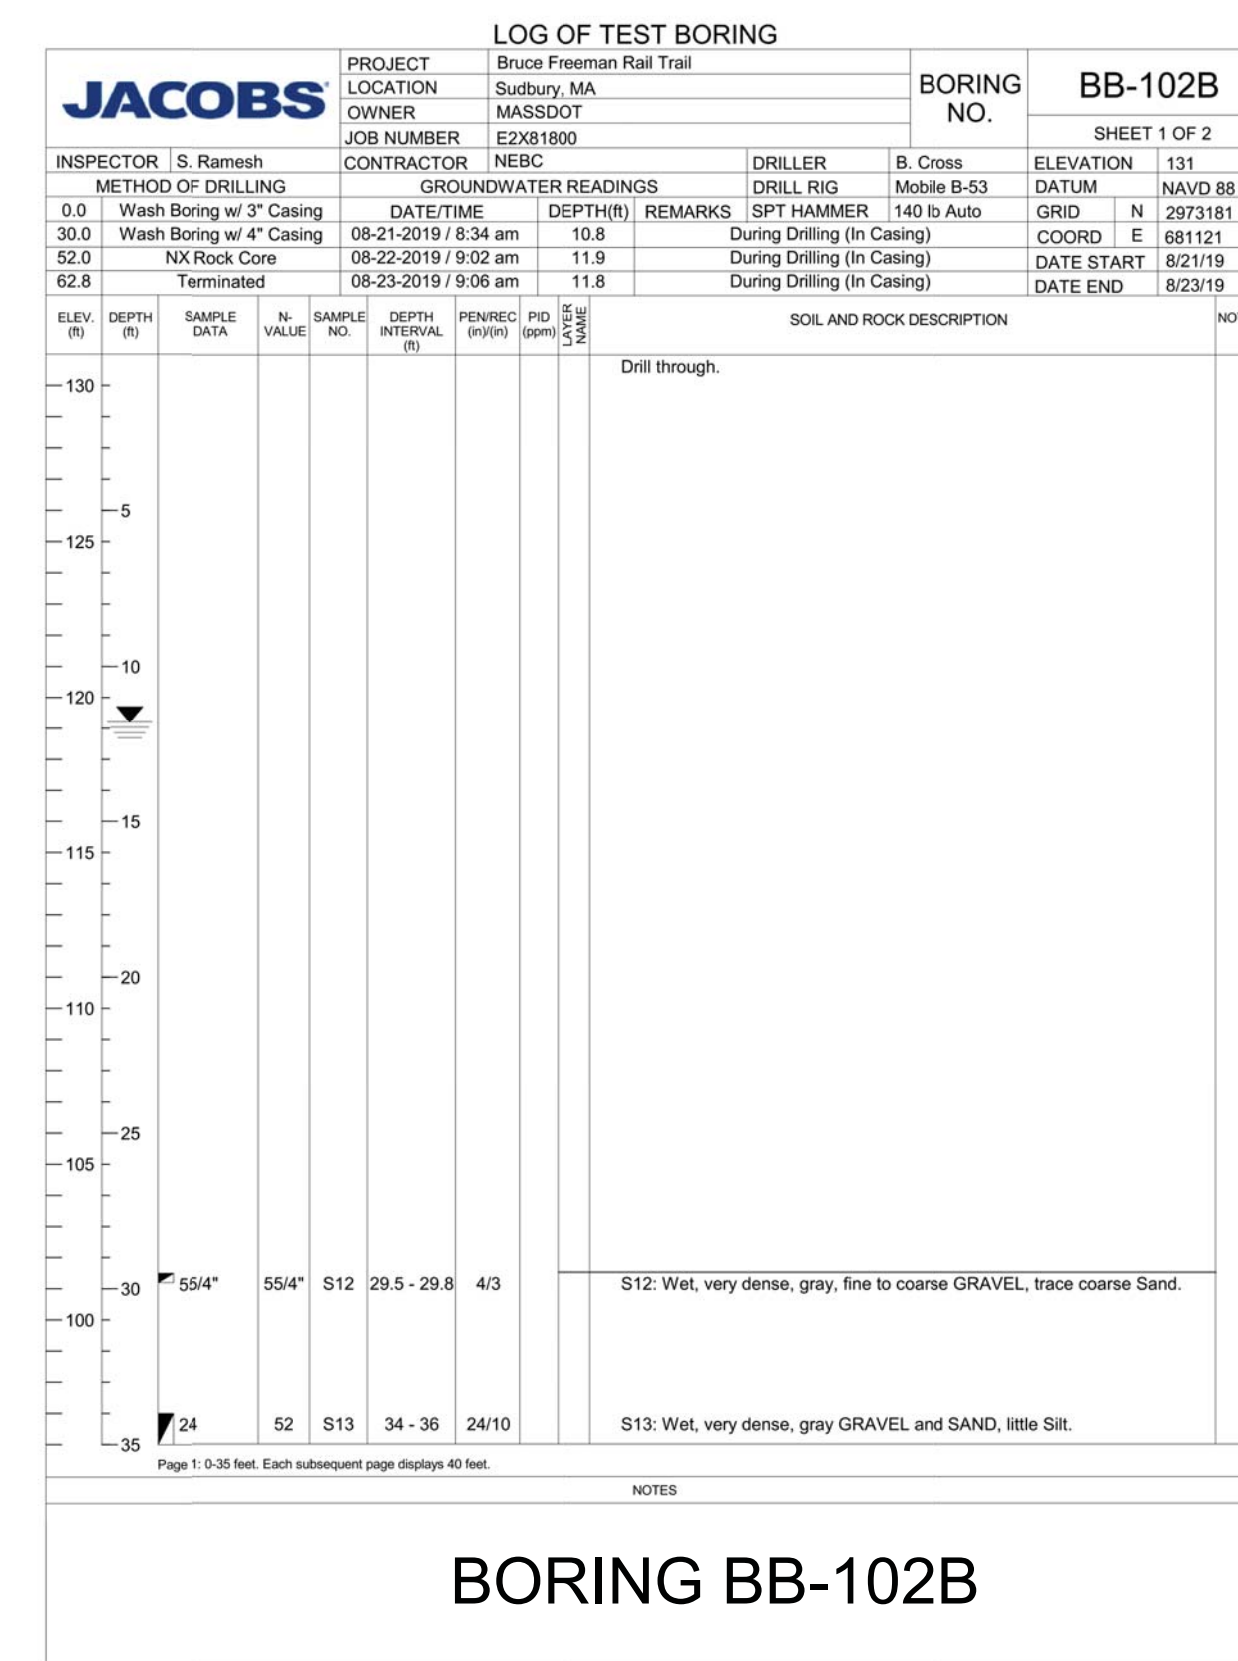 LOG OF TEST BORING
JACOBS
PROJECT Bruce Freeman Rail Trail
LOCATION Sudbury, MA
OWNER MASSDOT
JOB NUMBER E2X81800
BORING NO. BB-102B
SHEET 1 OF 2
INSPECTOR S. Ramesh CONTRACTOR NEBC DRILLER B. Cross ELEVATION 131
METHOD OF DRILLING GROUNDWATER READINGS DRILL RIG Mobile B-53 DATUM NAVD 88
0.0 Wash Boring w/ 3" Casing DATE/TIME DEPTH(ft) REMARKS SPT HAMMER 140 lb Auto GRID N 2973181
30.0 Wash Boring w/ 4" Casing 08-21-2019 / 8:34 am 10.8 During Drilling (In Casing) COORD E 681121
52.0 NX Rock Core 08-22-2019 / 9:02 am 11.9 During Drilling (In Casing) DATE START 8/21/19
62.8 Terminated 08-23-2019 / 9:06 am 11.8 During Drilling (In Casing) DATE END 8/23/19
ELEV. (ft) DEPTH (ft) SAMPLE DATA N-VALUE SAMPLE NO. DEPTH INTERVAL (ft) PEN/REC (in)/(in) PID (ppm) LAYER NAME SOIL AND ROCK DESCRIPTION NO
Drill through.
130
5
125
10
120
15
115
20
110
25
105
55/4" 55/4" S12 29.5 - 29.8 4/3 S12: Wet, very dense, gray, fine to coarse GRAVEL, trace coarse Sand.
30
100
24 52 S13 34 - 36 24/10 S13: Wet, very dense, gray GRAVEL and SAND, little Silt.
35
Page 1: 0-35 feet. Each subsequent page displays 40 feet.
NOTES
BORING BB-102B